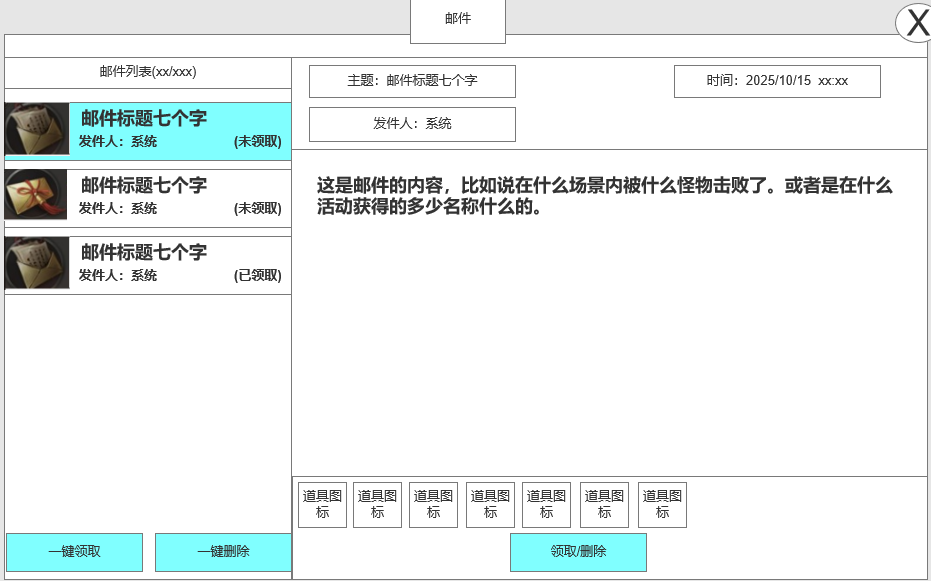 邮件
X
邮件列表(xx/xxx)
主题：邮件标题七个字
时间：2025/10/15 xx:xx
发件人：系统
邮件标题七个字
发件人：系统
(未领取)
邮件标题七个字
发件人：系统
(未领取)
邮件标题七个字
发件人：系统
(已领取)
这是邮件的内容，比如说在什么场景内被什么怪物击败了。或者是在什么
活动获得的多少名称什么的。
道具图
标
道具图
标
道具图
标
道具图
标
道具图
标
道具图
标
道具图
标
一键领取
一键删除
领取/删除